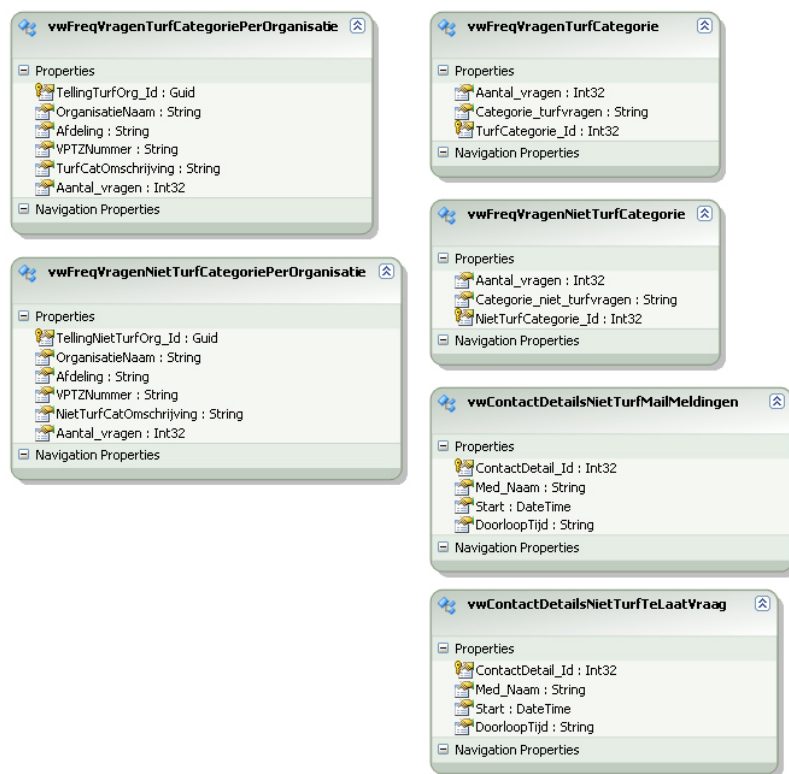 vwFreqVragenTurfCategoriePerOrganisatie
Properties
TellingTurfOrg_Id : Guid
OrganisatieNaam : String
Afdeling : String
VPTZNummer : String
TurfCatOmschrijving : String
Aantal_vragen : Int32
Navigation Properties
vwFreqVragenNietTurfCategoriePerOrganisatie
Properties
TellingNietTurfOrg_Id : Guid
OrganisatieNaam : String
Afdeling : String
VPTZNummer : String
NietTurfCatOmschrijving : String
Aantal_vragen : Int32
Navigation Properties
vwFreqVragenTurfCategorie
Properties
Aantal_vragen : Int32
Categorie_turfvragen : String
TurfCategorie_Id : Int32
Navigation Properties
vwFreqVragenNietTurfCategorie
Properties
Aantal_vragen : Int32
Categorie_niet_turfvragen : String
NietTurfCategorie_Id : Int32
Navigation Properties
vwContactDetailsNietTurfMailMeldingen
Properties
ContactDetail_Id : Int32
Med_Naam : String
Start : DateTime
DoorloopTijd : String
Navigation Properties
vwContactDetailsNietTurfTeLaatVraag
Properties
ContactDetail_Id : Int32
Med_Naam : String
Start : DateTime
DoorloopTijd : String
Navigation Properties